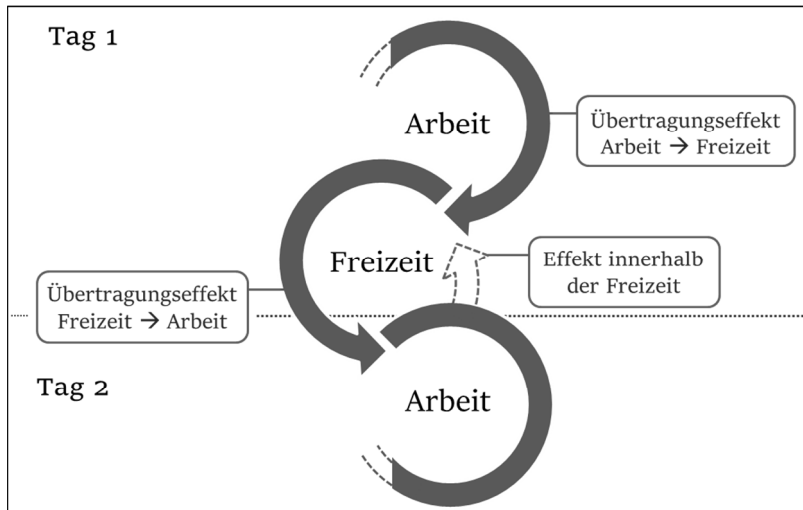 Tag 1
Arbeit
Übertragungseffekt
Arbeit → Freizeit
Freizeit
Effekt innerhalb
der Freizeit
Übertragungseffekt
Freizeit → Arbeit
Tag 2
Arbeit